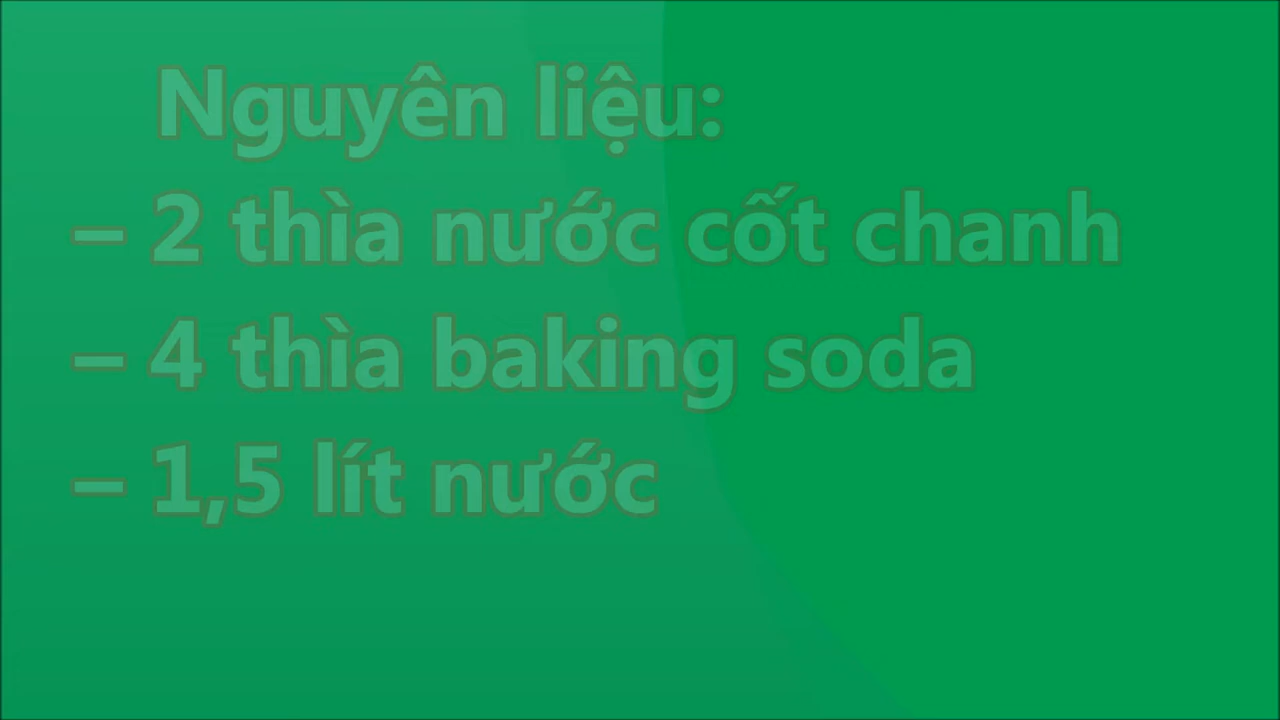 Nguyên liệu:
– 2 thìa nước cốt chanh
– 4 thìa baking soda
– 1,5 lít nước